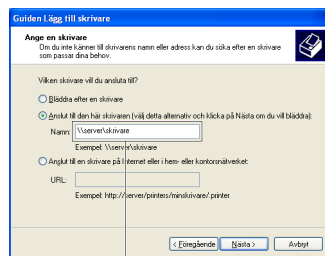 Guiden Lägg till skrivare
Ange en skrivare
Om du inte känner till skrivarens namn eller adress kan du söka efter en skrivare
som passar dina behov.
Vilken skrivare vill du ansluta till?
Bläddra efter en skrivare
Anslut till den här skrivaren (välj detta alternativ och klicka på Nästa om du vill bläddra):
Namn: \\server\skrivare
Exempel: \\server\skrivare
Anslut till en skrivare på Internet eller i hem- eller kontorsnätverket:
URL:
Exempel: http://server/printers/minskrivare/.printer
< Föregående Nästa > Avbryt